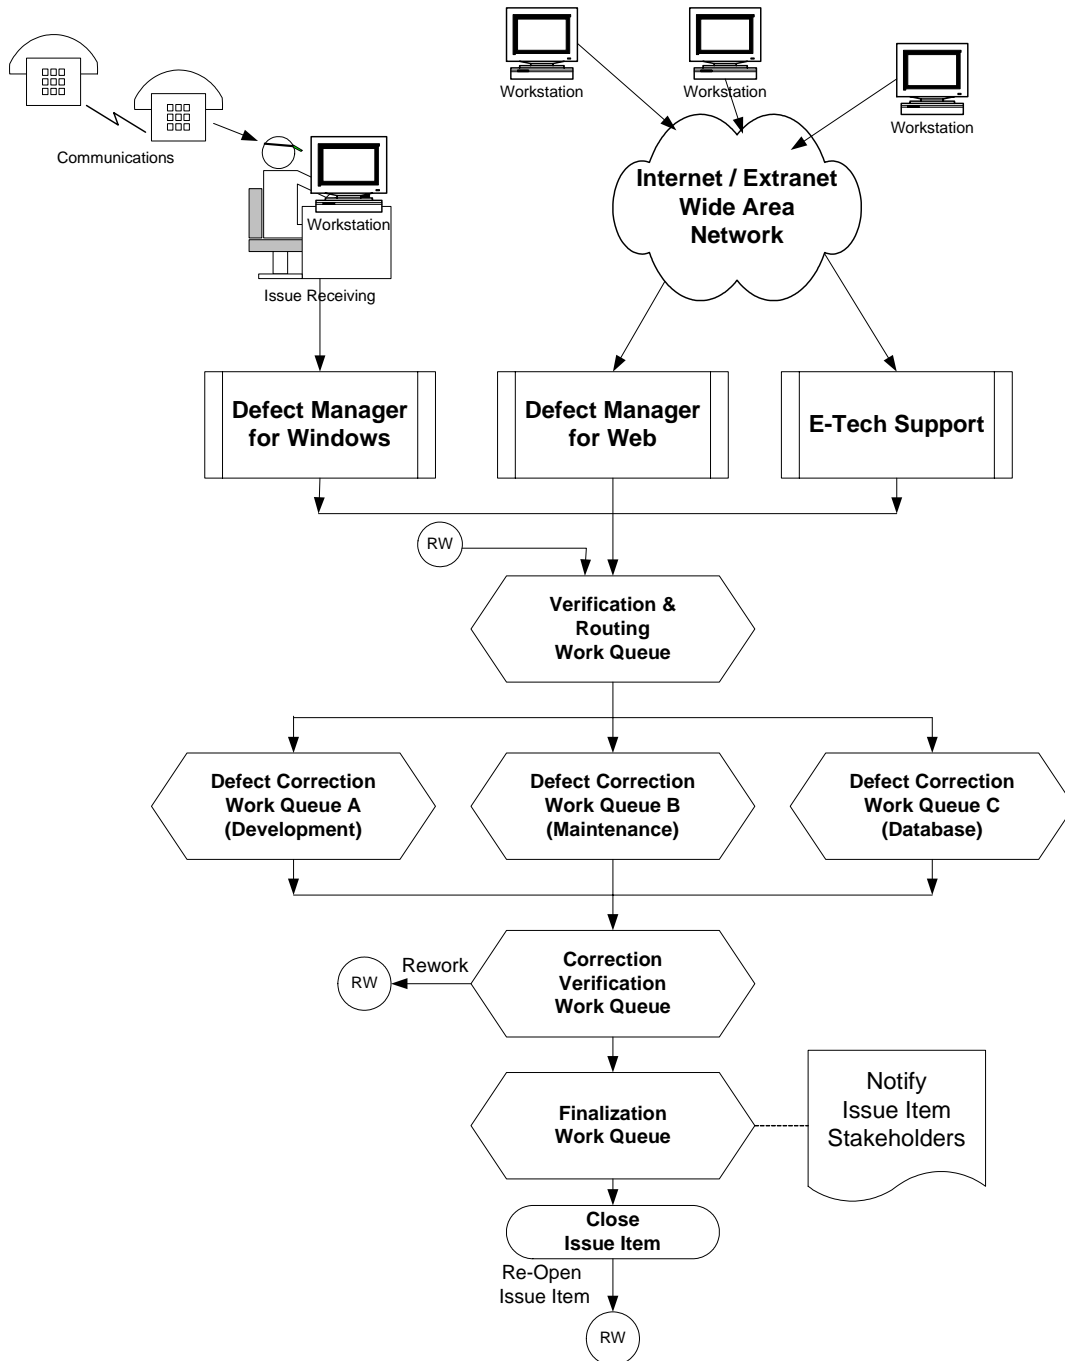 Workstation
Workstation
Workstation
Communications
Internet / Extranet
Wide Area
Network
Workstation
Issue Receiving
Defect Manager
for Windows
Defect Manager
for Web
E-Tech Support
RW
Verification &
Routing
Work Queue
Defect Correction
Work Queue A
(Development)
Defect Correction
Work Queue B
(Maintenance)
Defect Correction
Work Queue C
(Database)
Correction
Verification
Work Queue
Rework
RW
Finalization
Work Queue
Notify
Issue Item
Stakeholders
Close
Issue Item
Re-Open
Issue Item
RW